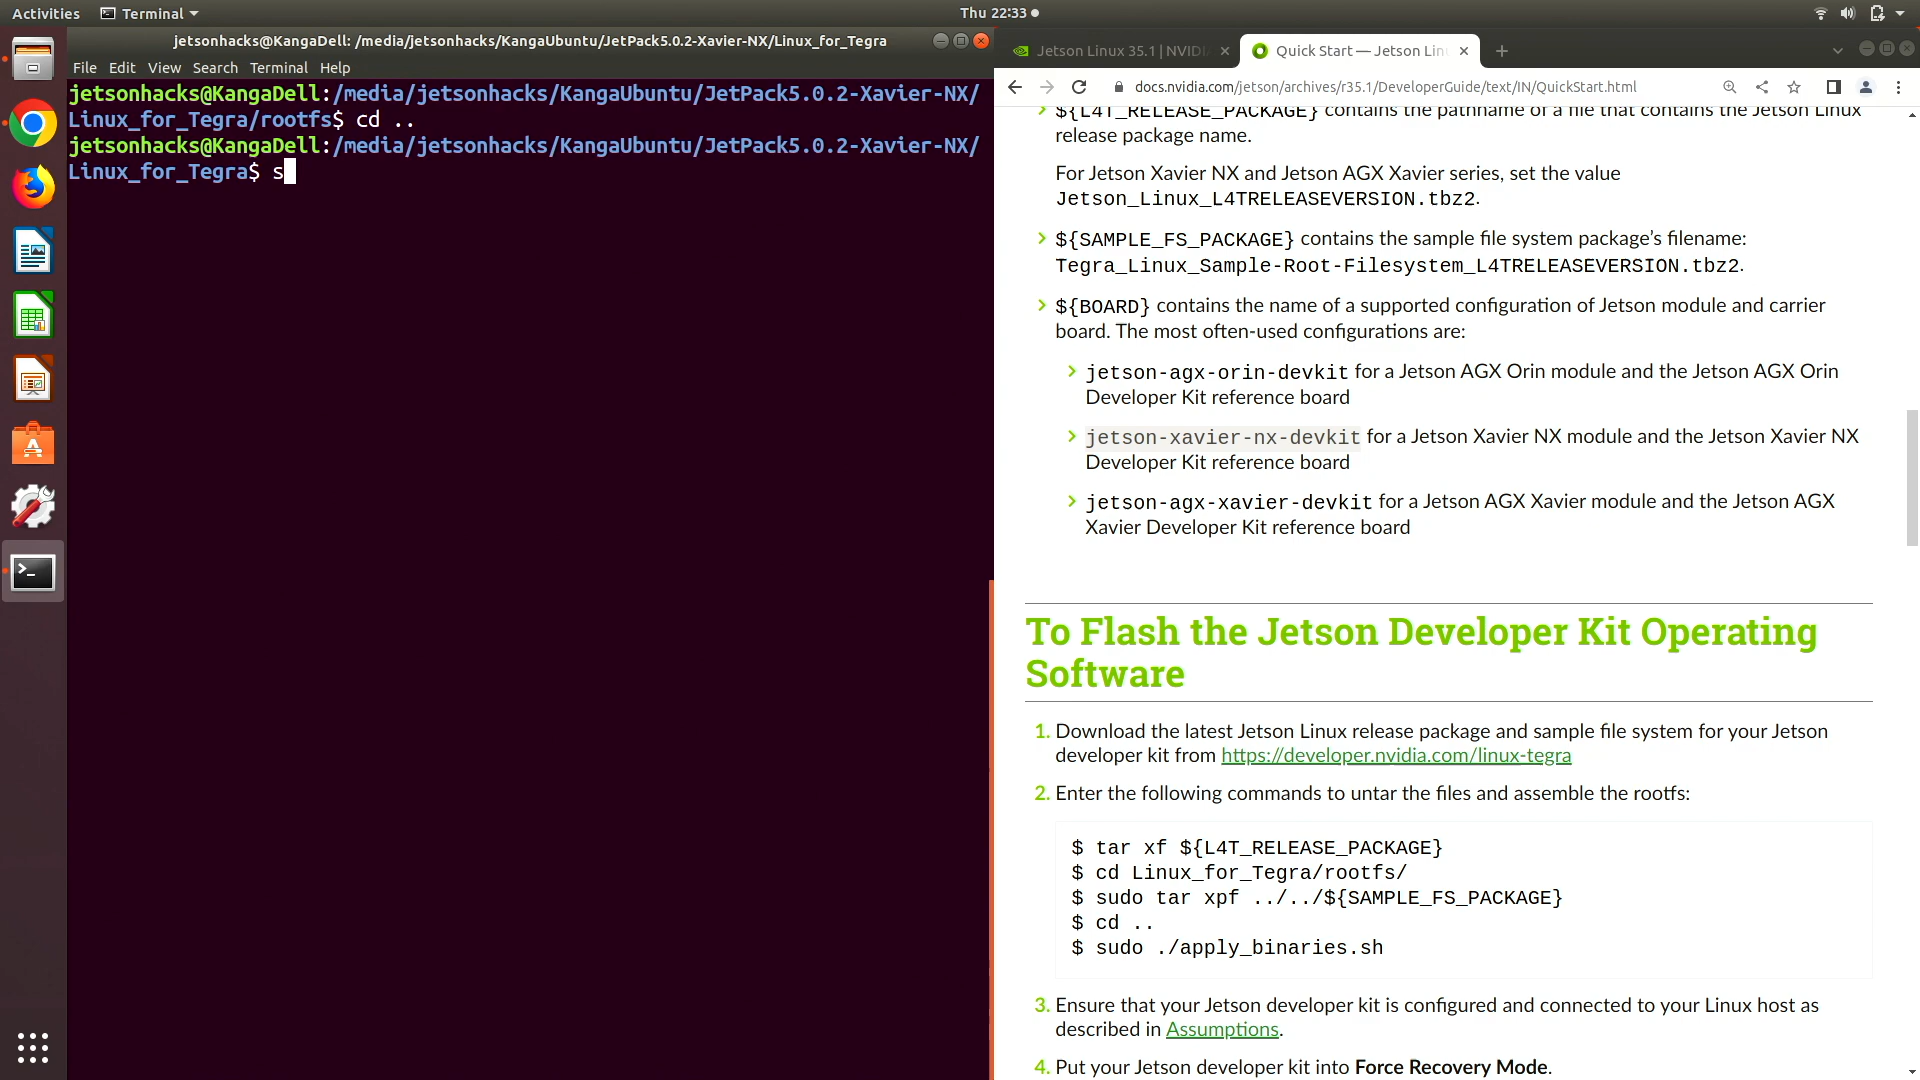 Activities
Terminal
Thu 22:33
jetsonhacks@KangaDell: /media/jetsonhacks/KangaUbuntu/JetPack5.0.2-Xavier-NX/Linux_for_Tegra
File Edit View Search Terminal Help
jetsonhacks@KangaDell:/media/jetsonhacks/KangaUbuntu/JetPack5.0.2-Xavier-NX/
Linux_for_Tegra/rootfs$ cd ..
jetsonhacks@KangaDell:/media/jetsonhacks/KangaUbuntu/JetPack5.0.2-Xavier-NX/
Linux_for_Tegra$ s
Jetson Linux 35.1 | NVIDI
Quick Start — Jetson Lin
docs.nvidia.com/jetson/archives/r35.1/DeveloperGuide/text/IN/QuickStart.html
${L4T_RELEASE_PACKAGE} contains the pathname of a file that contains the Jetson Linux
release package name.
For Jetson Xavier NX and Jetson AGX Xavier series, set the value
Jetson_Linux_L4TRELEASEVERSION.tbz2.
${SAMPLE_FS_PACKAGE} contains the sample file system package's filename:
Tegra_Linux_Sample-Root-Filesystem_L4TRELEASEVERSION.tbz2.
${BOARD} contains the name of a supported configuration of Jetson module and carrier
board. The most often-used configurations are:
jetson-agx-orin-devkit for a Jetson AGX Orin module and the Jetson AGX Orin
Developer Kit reference board
jetson-xavier-nx-devkit for a Jetson Xavier NX module and the Jetson Xavier NX
Developer Kit reference board
jetson-agx-xavier-devkit for a Jetson AGX Xavier module and the Jetson AGX
Xavier Developer Kit reference board
To Flash the Jetson Developer Kit Operating
Software
1. Download the latest Jetson Linux release package and sample file system for your Jetson
developer kit from https://developer.nvidia.com/linux-tegra
2. Enter the following commands to untar the files and assemble the rootfs:
$ tar xf ${L4T_RELEASE_PACKAGE}
$ cd Linux_for_Tegra/rootfs/
$ sudo tar xpf ../../${SAMPLE_FS_PACKAGE}
$ cd ..
$ sudo ./apply_binaries.sh
3. Ensure that your Jetson developer kit is configured and connected to your Linux host as
described in Assumptions.
4. Put your Jetson developer kit into Force Recovery Mode.